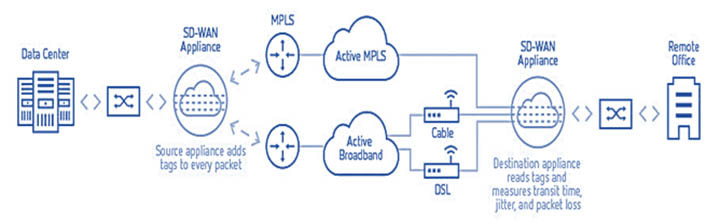 Data Center
SD-WAN
Appliance
Source appliance adds
tags to every packet
MPLS
Active MPLS
Active
Broadband
Cable
DSL
SD-WAN
Appliance
Destination appliance
reads tags and
measures transit time,
jitter, and packet loss
Remote
Office